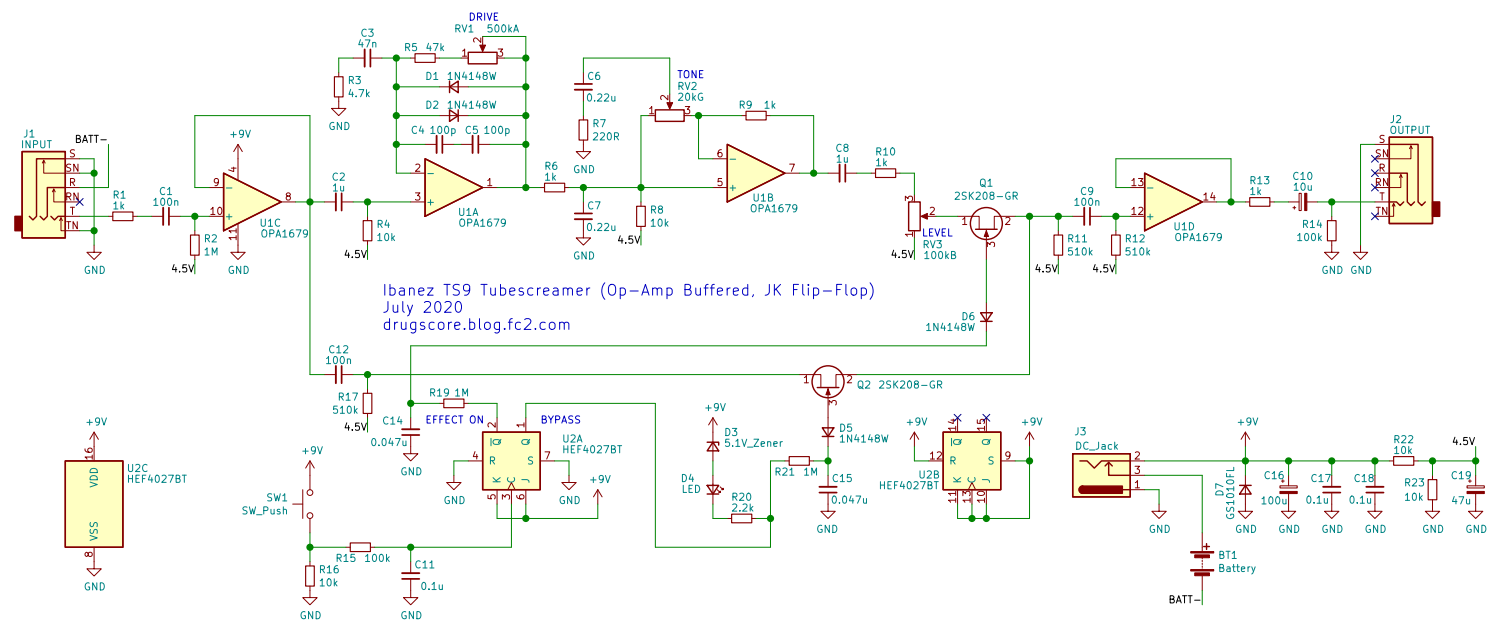 DRIVE
RV1 500kA
C3
47n
R5 47k
1
2
3
R3
4.7k
GND
D1 1N4148W
D2 1N4148W
C4 100p
C5 100p
C6
0.22u
R7
220R
GND
TONE
RV2
20kG
1
2
3
R9 1k
J1
INPUT
BATT-
S
SN
R
RN
T
TN
GND
R1
1k
C1
100n
R2
1M
4.5V
+9V
4
9
10
8
11
U1C
OPA1679
GND
C2
1u
R4
10k
4.5V
2
3
1
U1A
OPA1679
R6
1k
C7
0.22u
GND
R8
10k
4.5V
6
5
7
U1B
OPA1679
C8
1u
R10
1k
3
2
1
LEVEL
RV3
100kB
4.5V
Q1
2SK208-GR
1
2
3
R11
510k
4.5V
C9
100n
R12
510k
4.5V
13
12
14
U1D
OPA1679
R13
1k
C10
10u
R14
100k
GND
GND
J2
OUTPUT
S
SN
R
RN
T
TN
Ibanez TS9 Tubescreamer (Op-Amp Buffered, JK Flip-Flop)
July 2020
drugscore.blog.fc2.com
D6
1N4148W
C12
100n
R17
510k
4.5V
1
2
3
Q2 2SK208-GR
R19 1M
C14
0.047u
GND
EFFECT ON
BYPASS
2
1
Q
Q
R
S
K
C
J
4
7
5
3
6
U2A
HEF4027BT
GND
GND
+9V
+9V
16
VDD
VSS
8
U2C
HEF4027BT
GND
+9V
SW1
SW_Push
R15 100k
R16
10k
GND
C11
0.1u
GND
+9V
D3
5.1V_Zener
D4
LED
R20
2.2k
R21 1M
D5
1N4148W
C15
0.047u
GND
+9V
14
15
Q
Q
R
S
K
C
J
12
9
11
13
10
U2B
HEF4027BT
+9V
J3
DC_Jack
2
3
1
GND
BT1
Battery
BATT-
+9V
D7
GS1010FL
GND
C16
100u
GND
C17
0.1u
GND
C18
0.1u
GND
R22
10k
R23
10k
GND
4.5V
C19
47u
GND